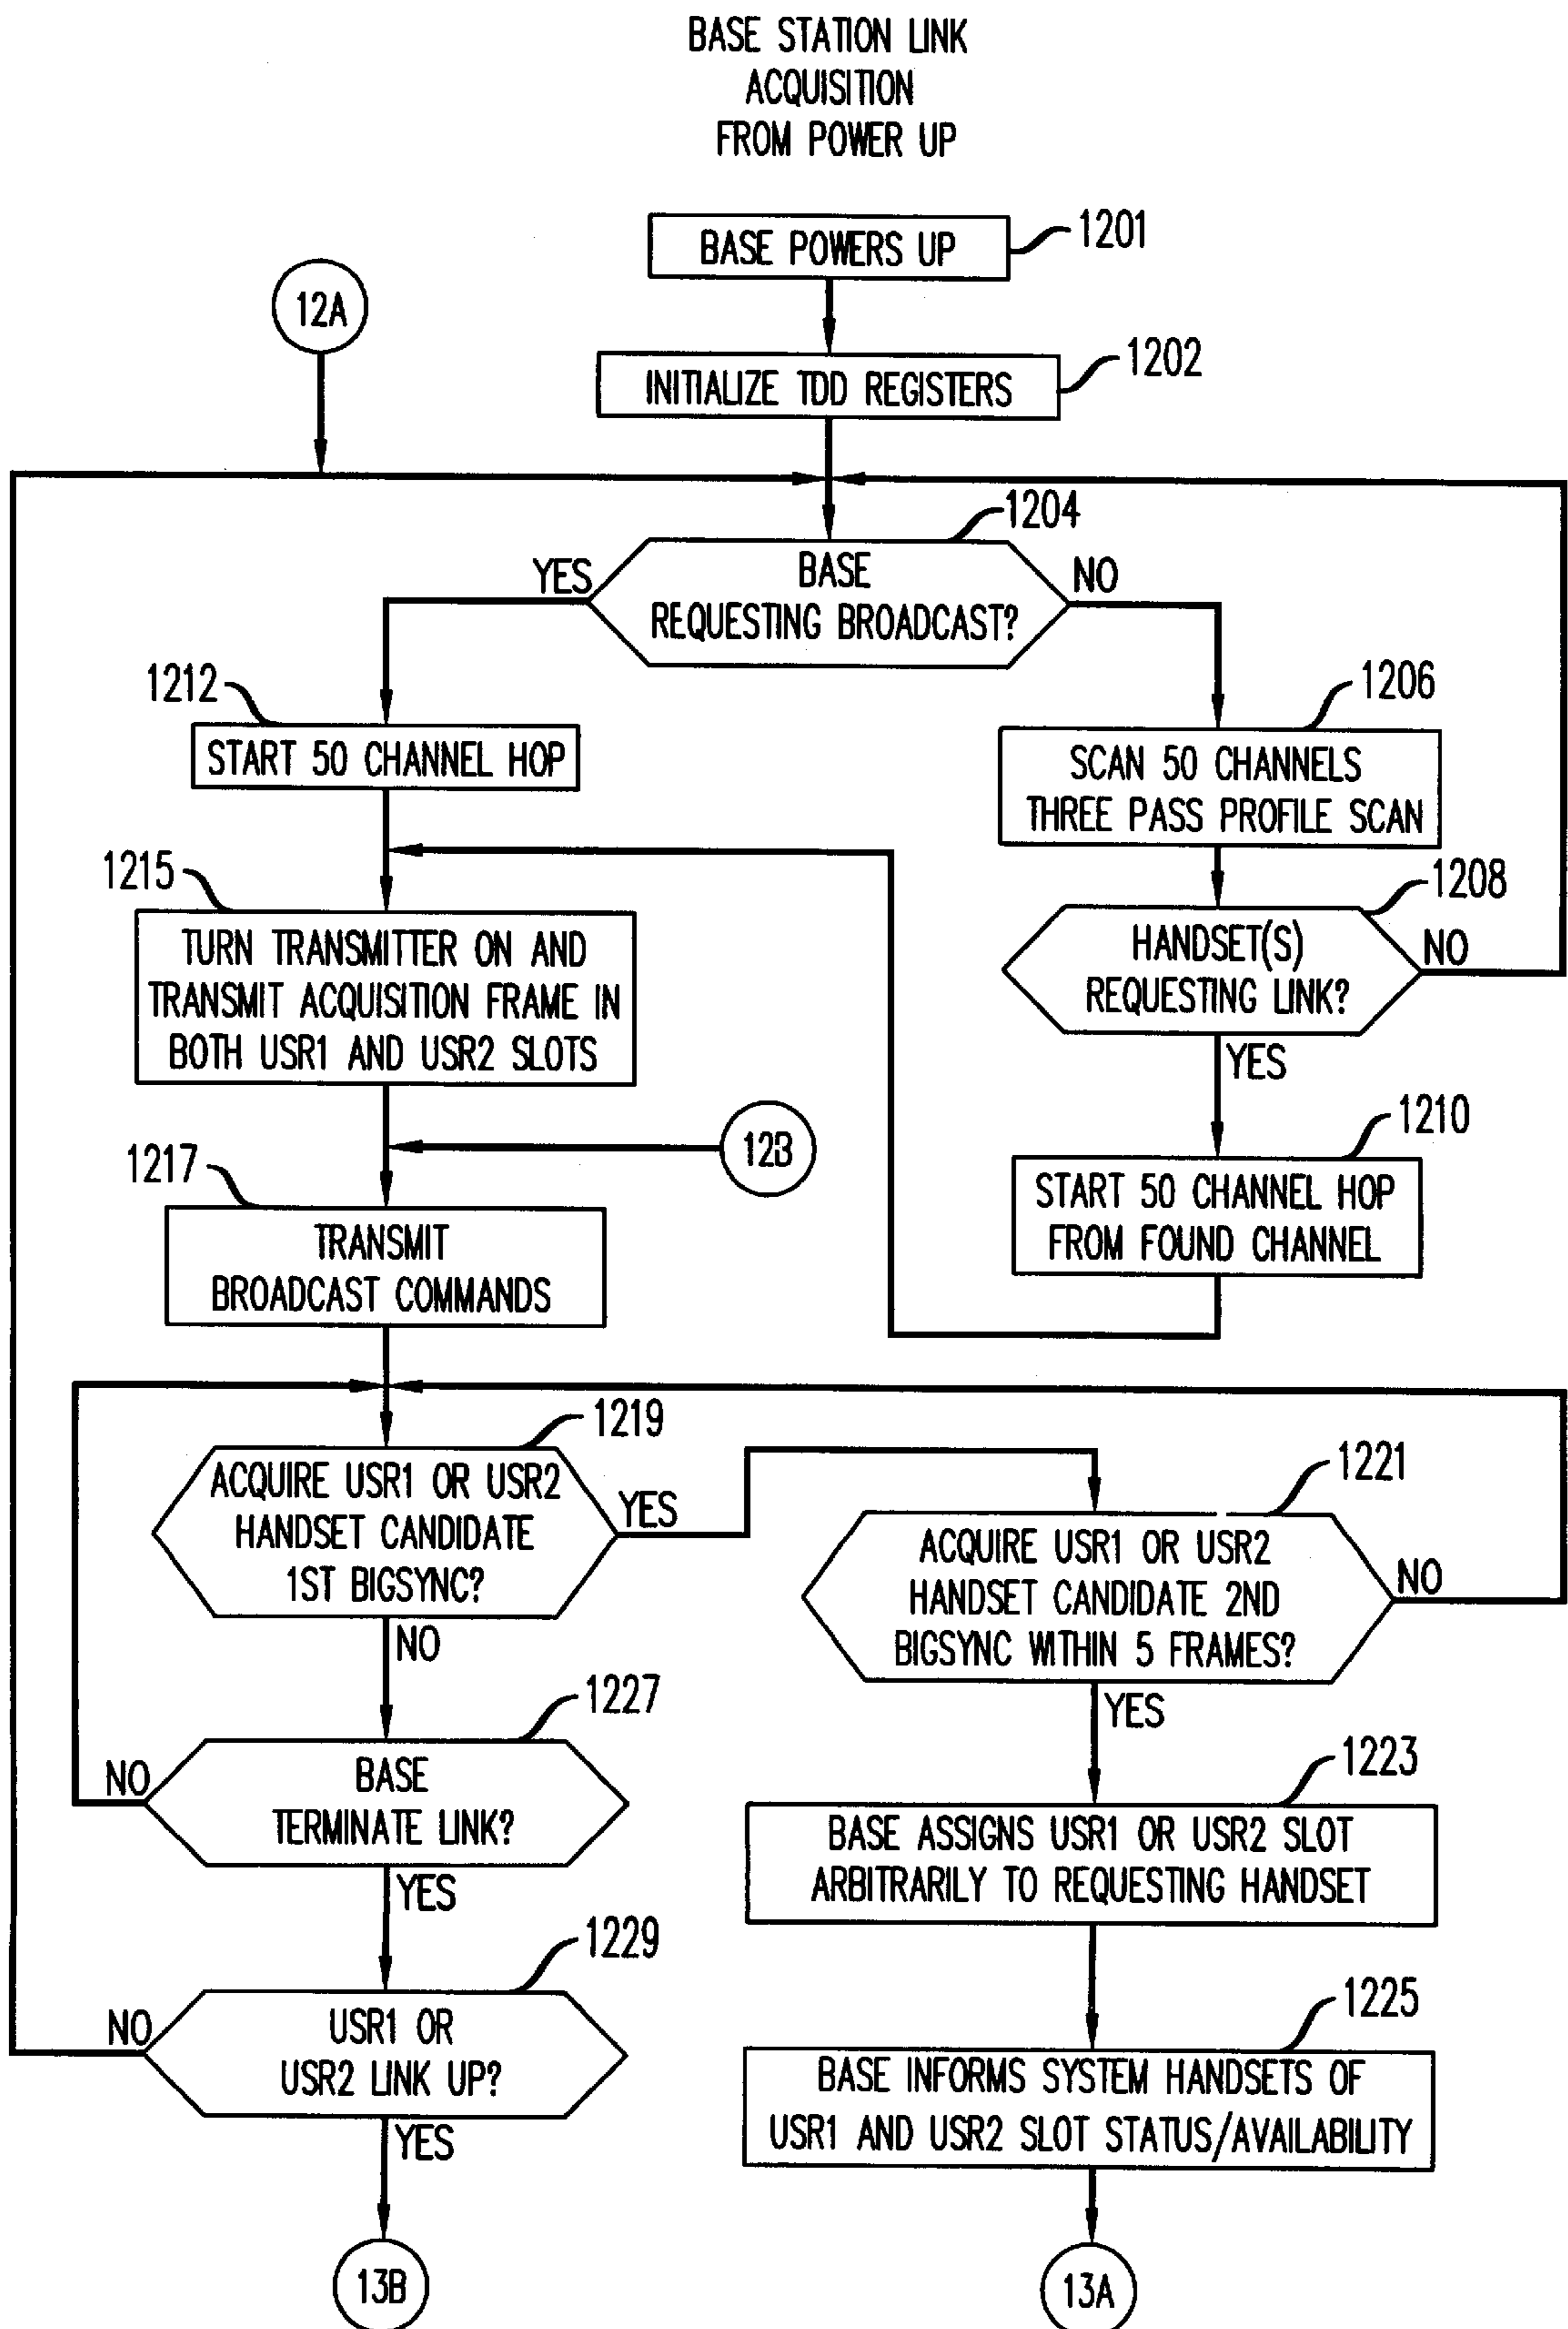 BASE STATION LINK
ACQUISITION
FROM POWER UP
BASE POWERS UP
1201
12A
INITIALIZE TDD REGISTERS
1202
1204
BASE
REQUESTING BROADCAST?
YES
NO
1212
START 50 CHANNEL HOP
1206
SCAN 50 CHANNELS
THREE PASS PROFILE SCAN
1215
TURN TRANSMITTER ON AND
TRANSMIT ACQUISITION FRAME IN
BOTH USR1 AND USR2 SLOTS
1208
HANDSET(S)
REQUESTING LINK?
NO
YES
12B
1210
START 50 CHANNEL HOP
FROM FOUND CHANNEL
1217
TRANSMIT
BROADCAST COMMANDS
1219
ACQUIRE USR1 OR USR2
HANDSET CANDIDATE
1ST BIGSYNC?
YES
NO
1221
ACQUIRE USR1 OR USR2
HANDSET CANDIDATE 2ND
BIGSYNC WITHIN 5 FRAMES?
NO
YES
1227
BASE
TERMINATE LINK?
NO
YES
1223
BASE ASSIGNS USR1 OR USR2 SLOT
ARBITRARILY TO REQUESTING HANDSET
1229
USR1 OR
USR2 LINK UP?
NO
YES
1225
BASE INFORMS SYSTEM HANDSETS OF
USR1 AND USR2 SLOT STATUS/AVAILABILITY
13B
13A